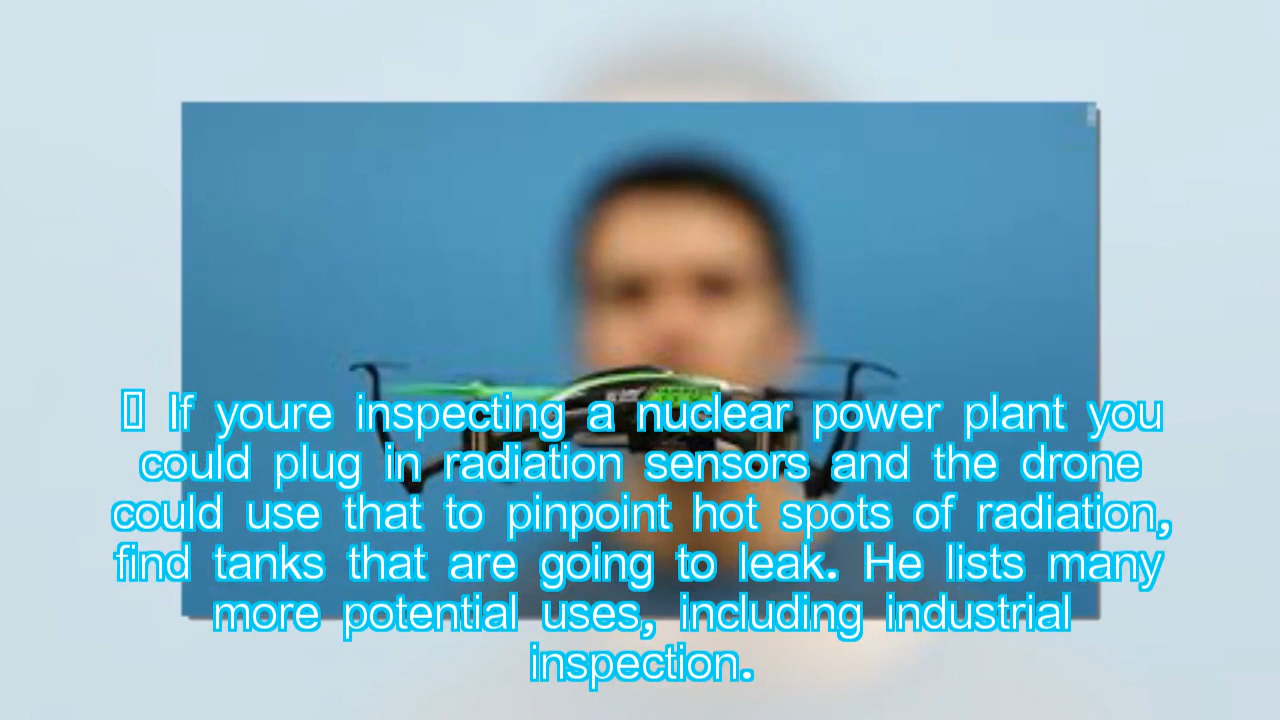 If youre inspecting a nuclear power plant you
could plug in radiation sensors and the drone
could use that to pinpoint hot spots of radiation,
find tanks that are going to leak. He lists many
more potential uses, including industrial
inspection.